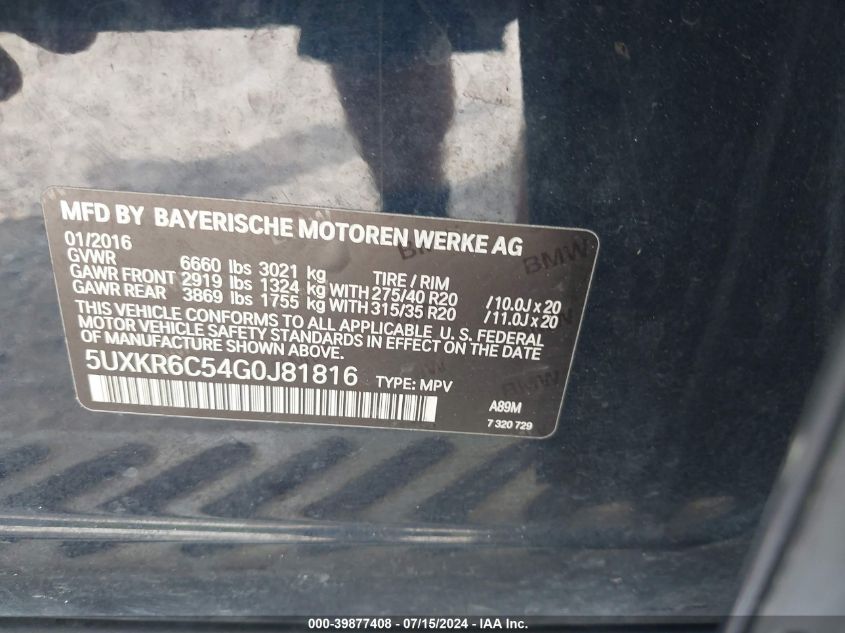 MFD BY BAYERISCHE MOTOREN WERKE AG
01/2016
GVWR 6660 lbs 3021 kg TIRE / RIM
GAWR FRONT 2919 lbs 1324 kg WITH 275/40 R20 /10.0J x 20
GAWR REAR 3869 lbs 1755 kg WITH 315/35 R20 /11.0J x 20
THIS VEHICLE CONFORMS TO ALL APPLICABLE U. S. FEDERAL
MOTOR VEHICLE SAFETY STANDARDS IN EFFECT ON THE DATE
OF MANUFACTURE SHOWN ABOVE.
5UXKR6C54G0J81816 TYPE: MPV
A89M
7 320 729
BMW
BMW
000-39877408 - 07/15/2024 - IAA Inc.